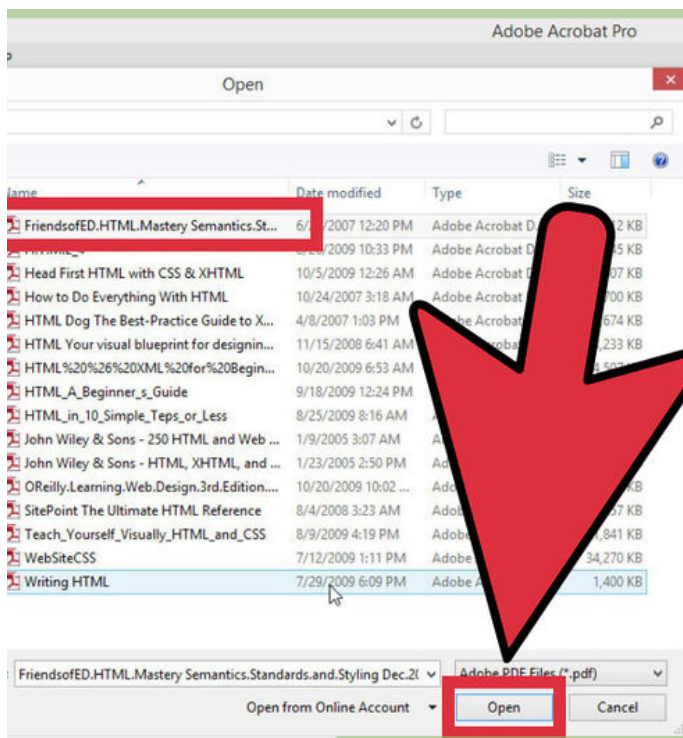 Adobe Acrobat Pro
Open
Name Date modified Type Size
FriendsofED.HTML.Mastery Semantics.St... 12:20 PM Adobe Acrobat D
10:33 PM Adobe Acrobat D
Head First HTML with CSS & XHTML 10/5/2009 12:26 AM Adobe Acrobat
How to Do Everything With HTML 10/24/2007 3:18 AM Adobe Acrobat
HTML Dog The Best-Practice Guide to X... 4/8/2007 1:03 PM Acrobat 674 KB
HTML Your visual blueprint for designin... 11/15/2008 6:41 AM ,233 KB
HTML%20%26%20XML%20for%20Begin... 10/20/2009 6:53 AM
HTML_A_Beginner_s_Guide 9/18/2009 12:24 PM
HTML_in_10_Simple_Teps_or_Less 8/25/2009 8:16 AM
John Wiley & Sons - 250 HTML and Web ... 1/9/2005 3:07 AM
John Wiley & Sons - HTML, XHTML, and ... 1/23/2005 2:50 PM
OReilly.Learning.Web.Design.3rd.Edition.... 10/20/2009 10:02 ... KB
SitePoint The Ultimate HTML Reference 8/4/2008 3:23 AM KB
Teach_Yourself_Visually_HTML_and_CSS 8/9/2009 4:19 PM ,841 KB
WebSiteCSS 7/12/2009 1:11 PM Adobe 34,270 KB
Writing HTML 7/29/2009 6:09 PM Adobe A 1,400 KB
FriendsofED.HTML.Mastery Semantics.Standards.and.Styling Dec.20 Adobe PDF Files (*.pdf)
Open from Online Account Open Cancel